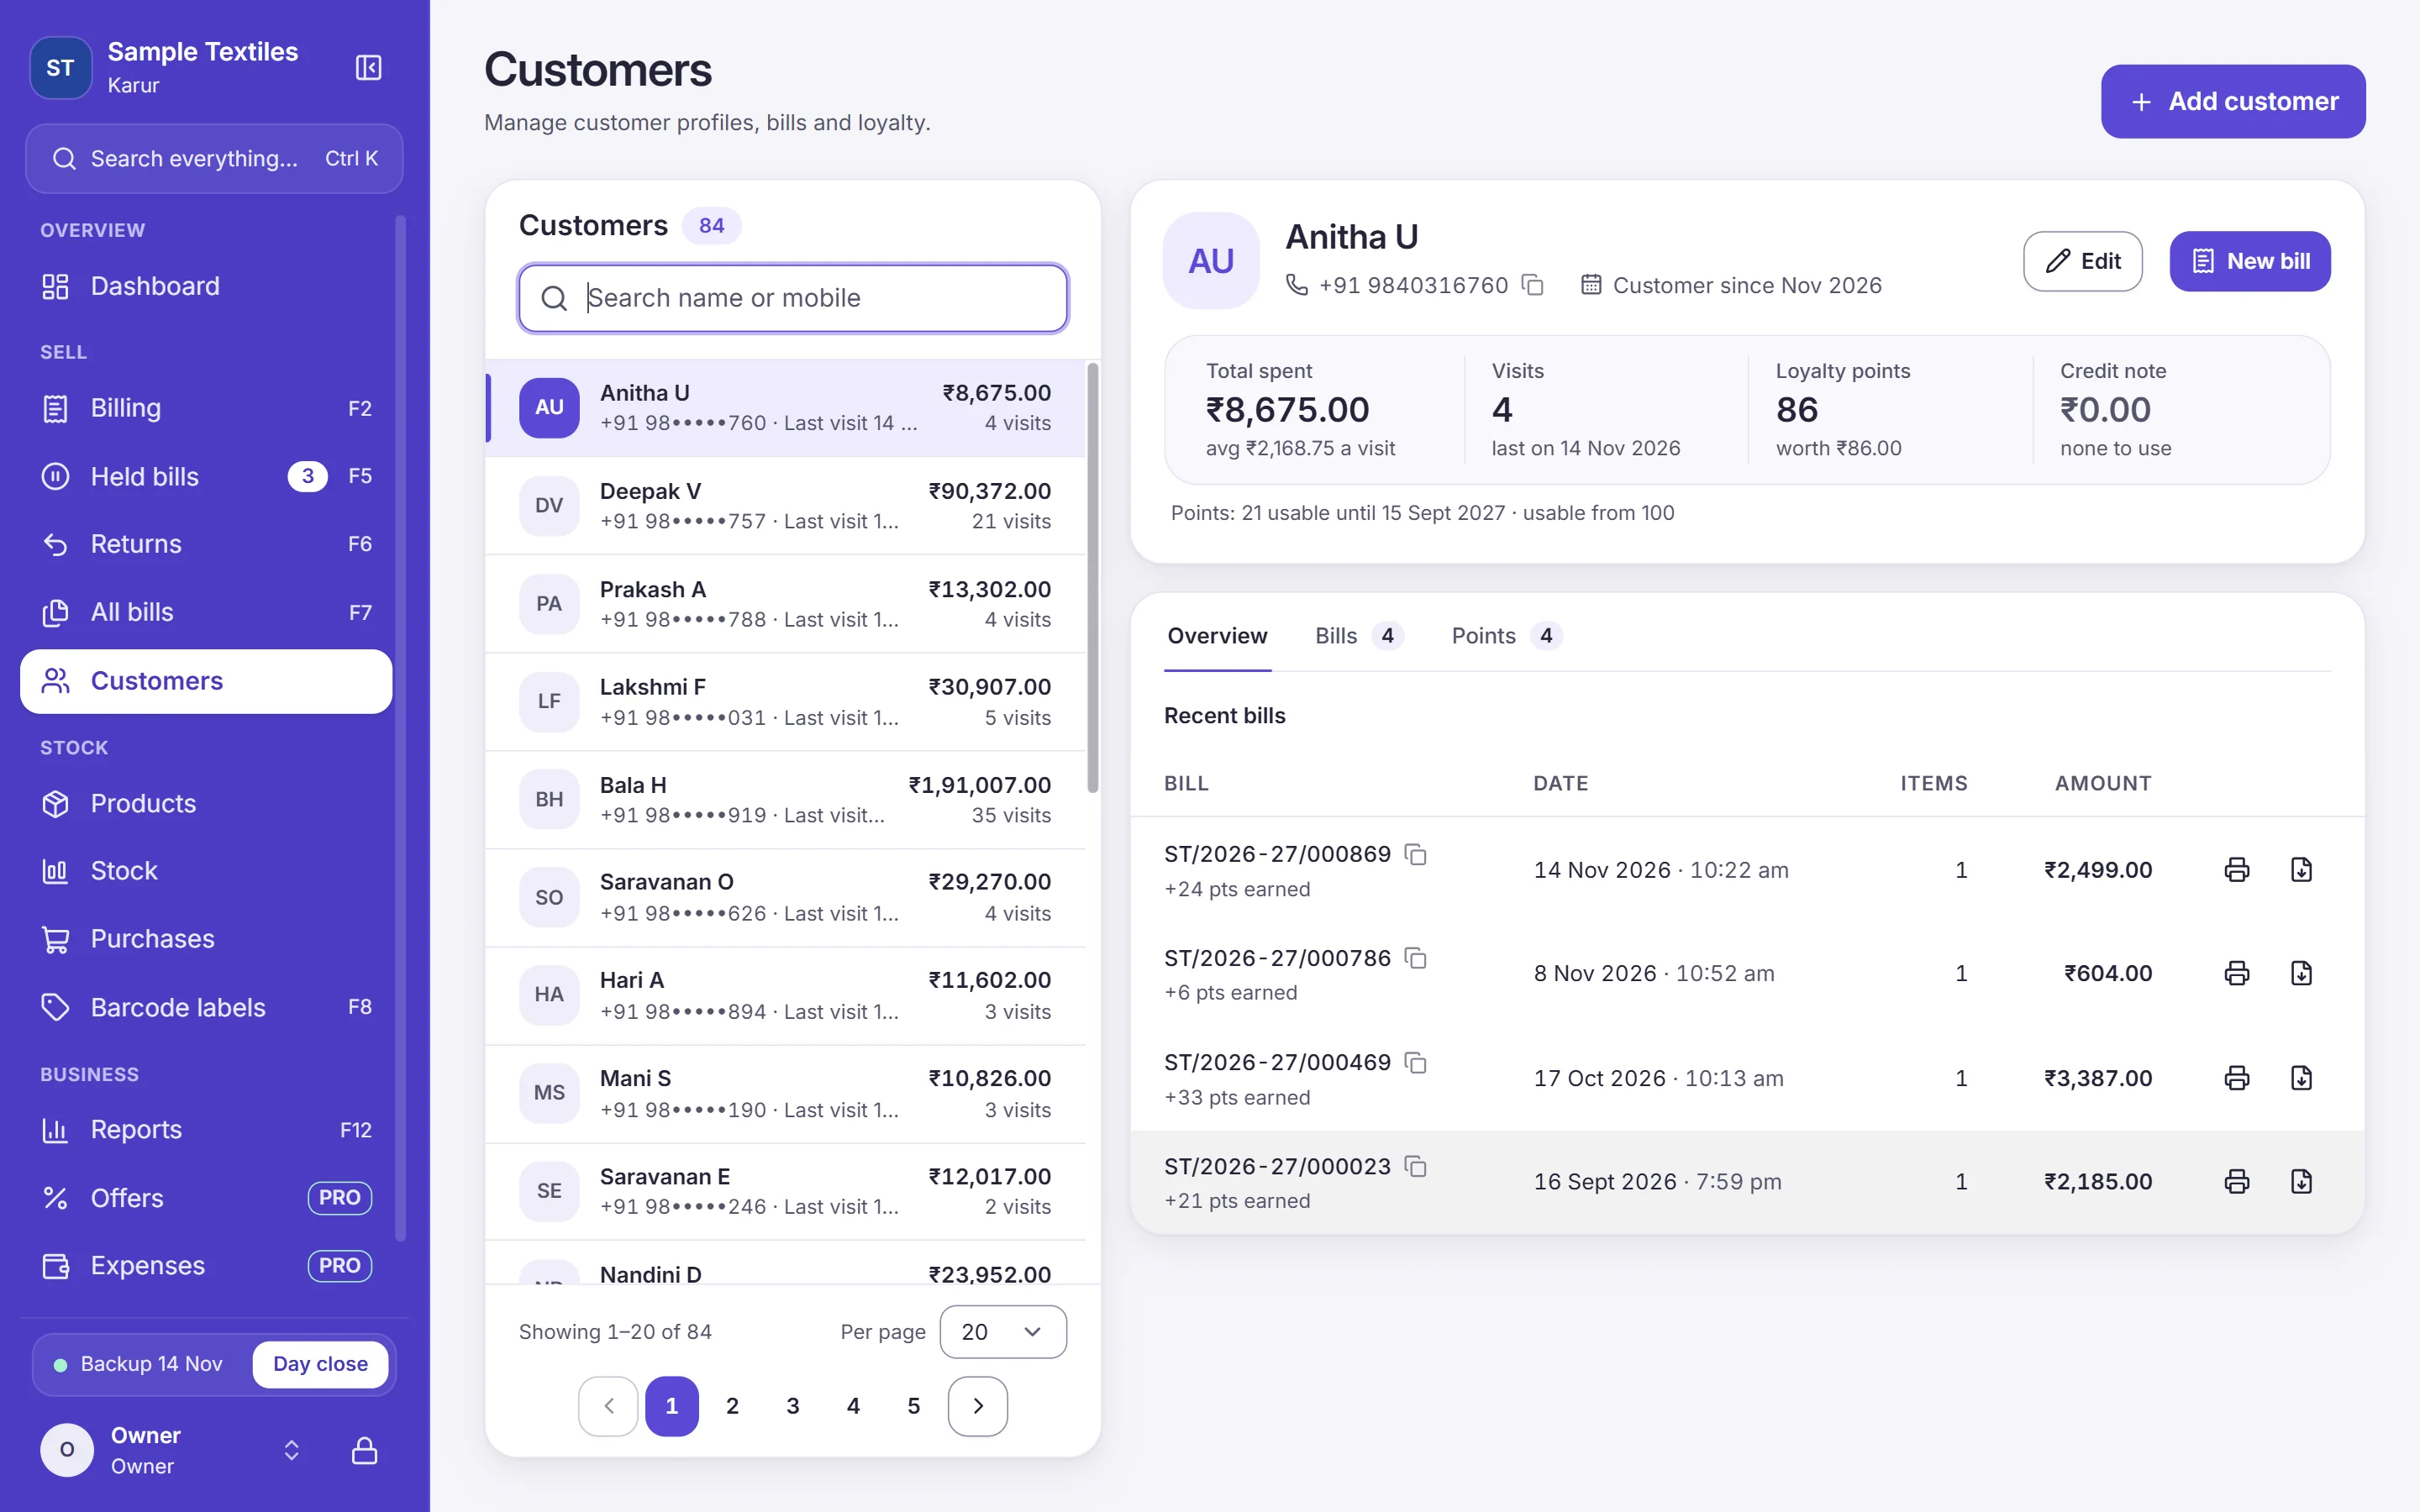 ST
Sample Textiles
Karur
Search everything... Ctrl K
OVERVIEW
Dashboard
SELL
Billing F2
Held bills 3 F5
Returns F6
All bills F7
Customers
STOCK
Products
Stock
Purchases
Barcode labels F8
BUSINESS
Reports F12
Offers PRO
Expenses PRO
Backup 14 Nov Day close
O
Owner
Owner
Customers
Manage customer profiles, bills and loyalty.
+ Add customer
Customers 84
Search name or mobile
AU Anitha U ₹8,675.00
+91 98•••••760 · Last visit 14 ... 4 visits
DV Deepak V ₹90,372.00
+91 98•••••757 · Last visit 1... 21 visits
PA Prakash A ₹13,302.00
+91 98•••••788 · Last visit 1... 4 visits
LF Lakshmi F ₹30,907.00
+91 98•••••031 · Last visit 1... 5 visits
BH Bala H ₹1,91,007.00
+91 98•••••919 · Last visit... 35 visits
SO Saravanan O ₹29,270.00
+91 98•••••626 · Last visit 1... 4 visits
HA Hari A ₹11,602.00
+91 98•••••894 · Last visit 1... 3 visits
MS Mani S ₹10,826.00
+91 98•••••190 · Last visit 1... 3 visits
SE Saravanan E ₹12,017.00
+91 98•••••246 · Last visit 1... 2 visits
Nandini D ₹23,952.00
Showing 1–20 of 84 Per page 20
1 2 3 4 5
AU
Anitha U
+91 9840316760 Customer since Nov 2026
Edit
New bill
Total spent Visits Loyalty points Credit note
₹8,675.00 4 86 ₹0.00
avg ₹2,168.75 a visit last on 14 Nov 2026 worth ₹86.00 none to use
Points: 21 usable until 15 Sept 2027 · usable from 100
Overview Bills 4 Points 4
Recent bills
BILL DATE ITEMS AMOUNT
ST/2026-27/000869 14 Nov 2026 · 10:22 am 1 ₹2,499.00
+24 pts earned
ST/2026-27/000786 8 Nov 2026 · 10:52 am 1 ₹604.00
+6 pts earned
ST/2026-27/000469 17 Oct 2026 · 10:13 am 1 ₹3,387.00
+33 pts earned
ST/2026-27/000023 16 Sept 2026 · 7:59 pm 1 ₹2,185.00
+21 pts earned